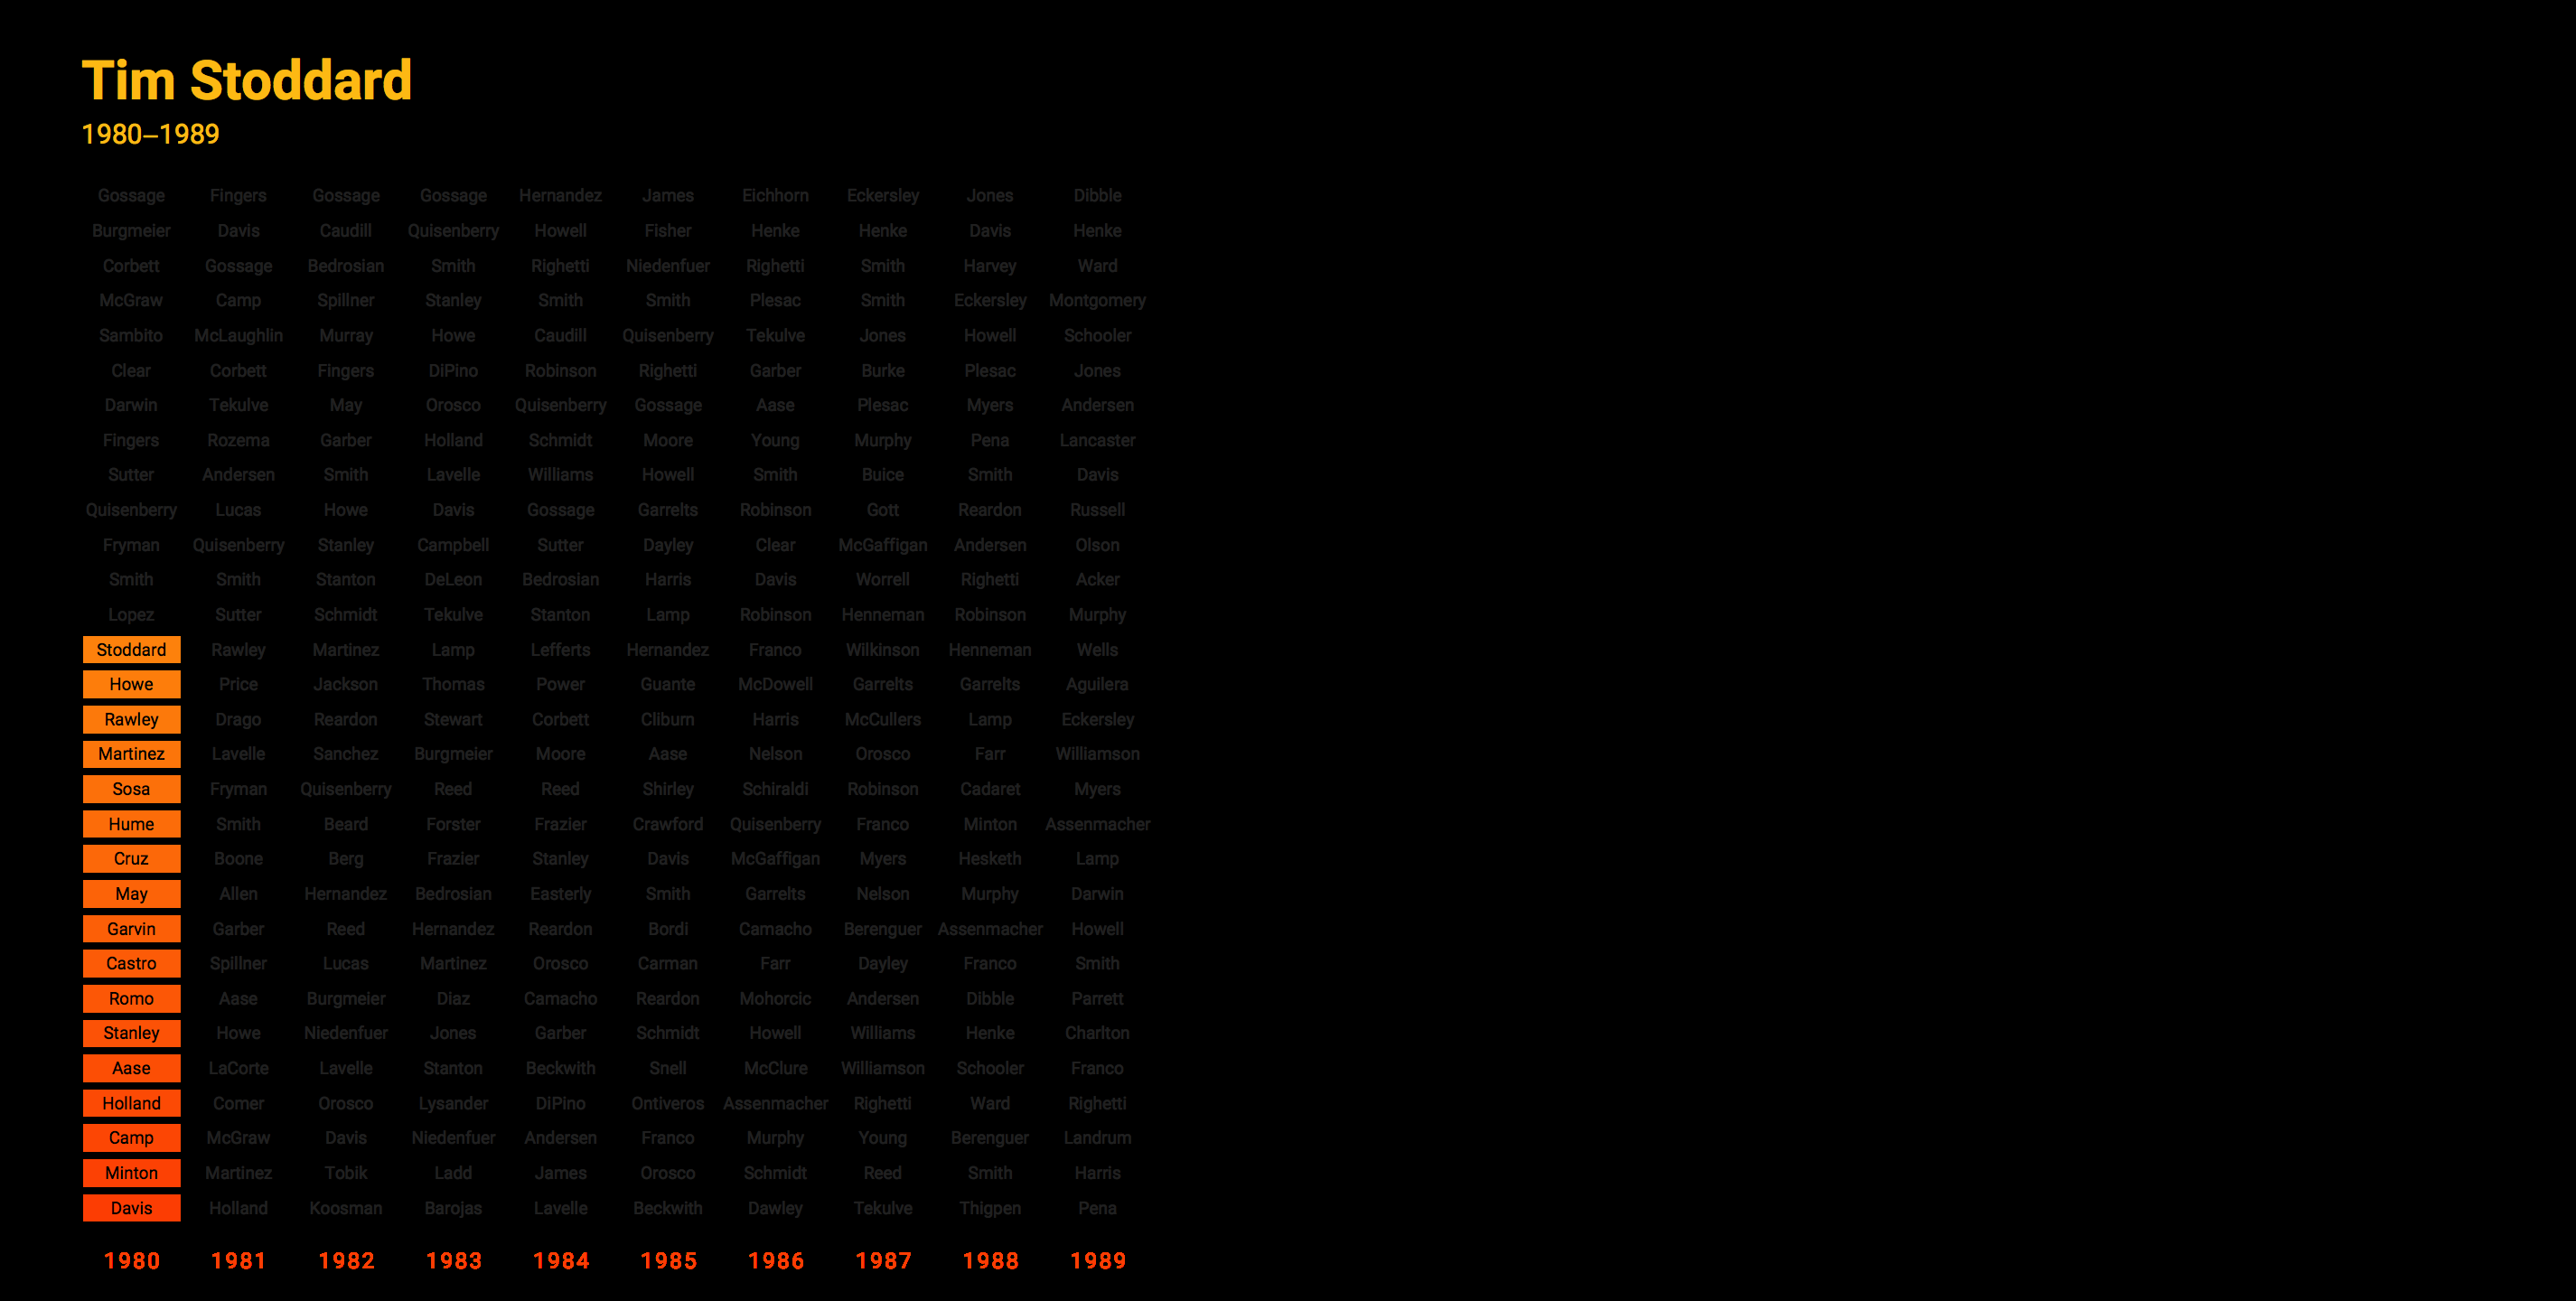 Tim Stoddard
1980–1989
Gossage Fingers Gossage Gossage Hernandez James Eichhorn Eckersley Jones Dibble
Burgmeier Davis Caudill Quisenberry Howell Fisher Henke Henke Davis Henke
Corbett Gossage Bedrosian Smith Righetti Niedenfuer Righetti Smith Harvey Ward
McGraw Camp Spillner Stanley Smith Smith Plesac Smith Eckersley Montgomery
Sambito McLaughlin Murray Howe Caudill Quisenberry Tekulve Jones Howell Schooler
Clear Corbett Fingers DiPino Robinson Righetti Garber Burke Plesac Jones
Darwin Tekulve May Orosco Quisenberry Gossage Aase Plesac Myers Andersen
Fingers Rozema Garber Holland Schmidt Moore Young Murphy Pena Lancaster
Sutter Andersen Smith Lavelle Williams Howell Smith Buice Smith Davis
Quisenberry Lucas Howe Davis Gossage Garrelts Robinson Gott Reardon Russell
Fryman Quisenberry Stanley Campbell Sutter Dayley Clear McGaffigan Andersen Olson
Smith Smith Stanton DeLeon Bedrosian Harris Davis Worrell Righetti Acker
Lopez Sutter Schmidt Tekulve Stanton Lamp Robinson Henneman Robinson Murphy
Stoddard Rawley Martinez Lamp Lefferts Hernandez Franco Wilkinson Henneman Wells
Howe Price Jackson Thomas Power Guante McDowell Garrelts Garrelts Aguilera
Rawley Drago Reardon Stewart Corbett Cliburn Harris McCullers Lamp Eckersley
Martinez Lavelle Sanchez Burgmeier Moore Aase Nelson Orosco Farr Williamson
Sosa Fryman Quisenberry Reed Reed Shirley Schiraldi Robinson Cadaret Myers
Hume Smith Beard Forster Frazier Crawford Quisenberry Franco Minton Assenmacher
Cruz Boone Berg Frazier Stanley Davis McGaffigan Myers Hesketh Lamp
May Allen Hernandez Bedrosian Easterly Smith Garrelts Nelson Murphy Darwin
Garvin Garber Reed Hernandez Reardon Bordi Camacho Berenguer Assenmacher Howell
Castro Spillner Lucas Martinez Orosco Carman Farr Dayley Franco Smith
Romo Aase Burgmeier Diaz Camacho Reardon Mohorcic Andersen Dibble Parrett
Stanley Howe Niedenfuer Jones Garber Schmidt Howell Williams Henke Charlton
Aase LaCorte Lavelle Stanton Beckwith Snell McClure Williamson Schooler Franco
Holland Comer Orosco Lysander DiPino Ontiveros Assenmacher Righetti Ward Righetti
Camp McGraw Davis Niedenfuer Andersen Franco Murphy Young Berenguer Landrum
Minton Martinez Tobik Ladd James Orosco Schmidt Reed Smith Harris
Davis Holland Koosman Barojas Lavelle Beckwith Dawley Tekulve Thigpen Pena
1980 1981 1982 1983 1984 1985 1986 1987 1988 1989